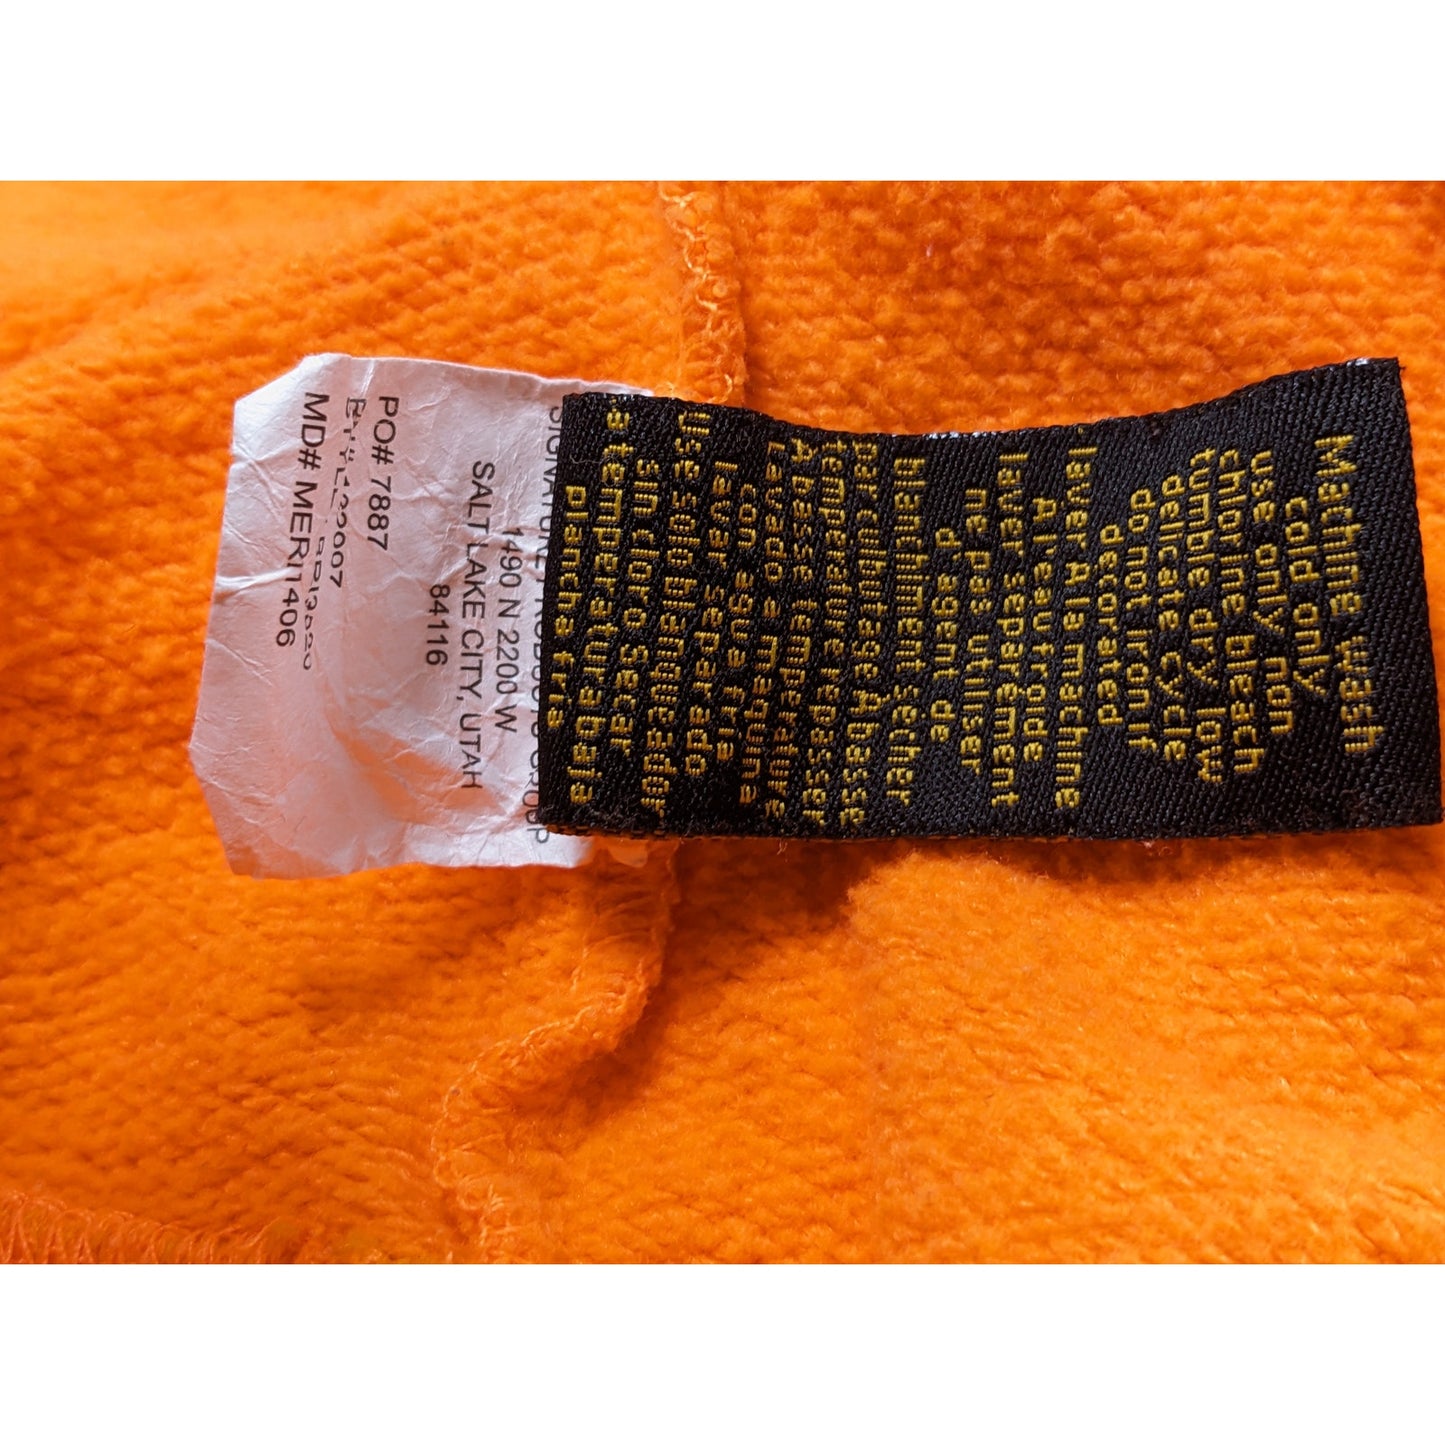 Machine wash
cold only
use only non
chlorine bleach
tumble dry low
delicate cycle
do not iron if
decorated
laver A la machine
A l'eau froide
laver separement
ne pas utiliser
d'agent de
blanchiment secher
par culbutage A basse
temperature repasser
A basse temperature
Lavado a maquina
con agua fria
lavar separado
sin cloro secar
a temperatura baja
plancha fria
1490 N 2200 W
SALT LAKE CITY, UTAH
84116
PO# 7887
MD# MERI1406